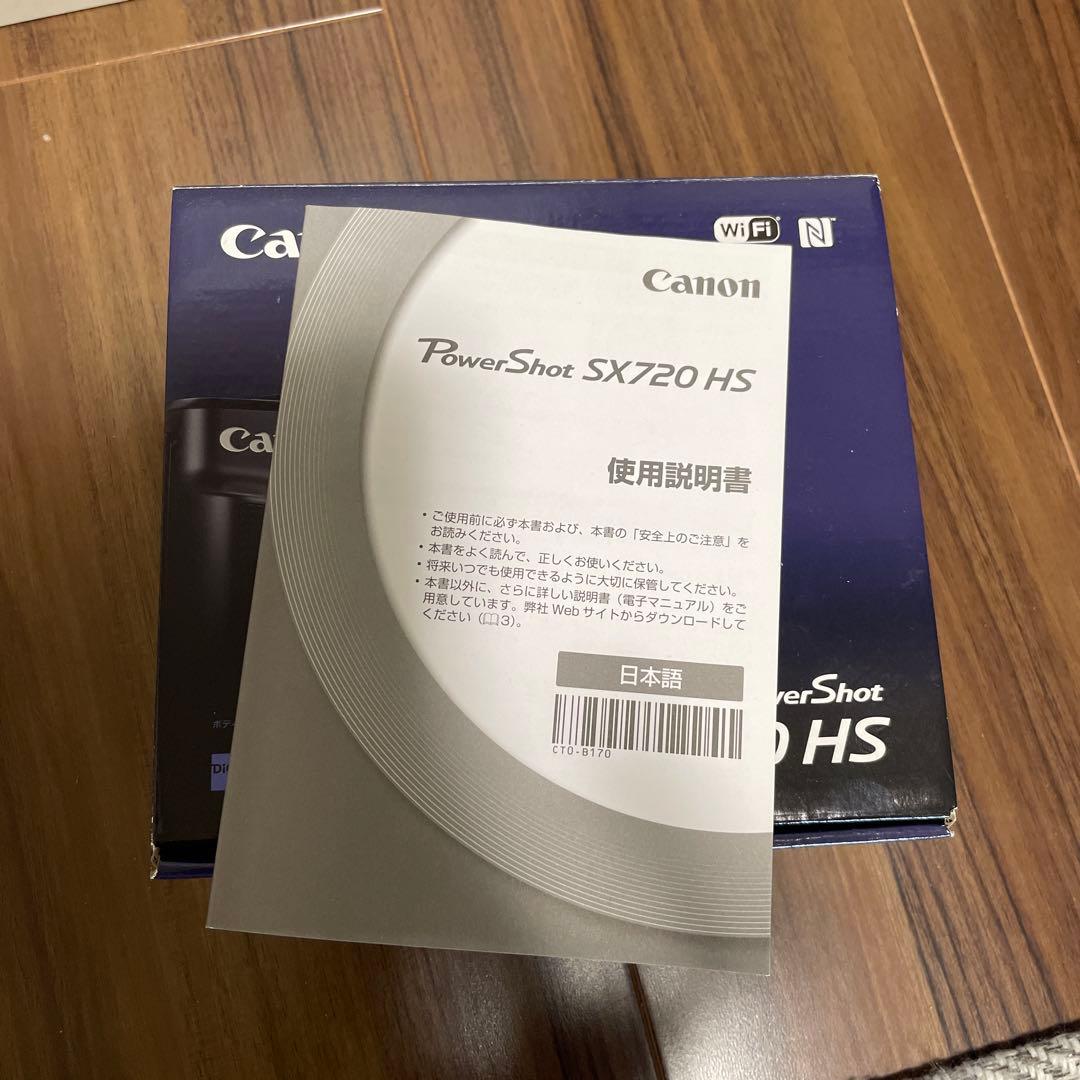 Ca
WiFi
Canon
PowerShot SX720 HS
Ca
使用説明書
• ご使用前に必ず本書および、本書の「安全上のご注意」を
お読みください。
• 本書をよく読んで、正しくお使いください。
• 将来いつでも使用できるように大切に保管してください。
• 本書以外に、さらに詳しい説明書（電子マニュアル）をご
用意しています。弊社 Web サイトからダウンロードして
ください（3）。
日本語
CT0-B170
werShot
0 HS
ボディ
DiG